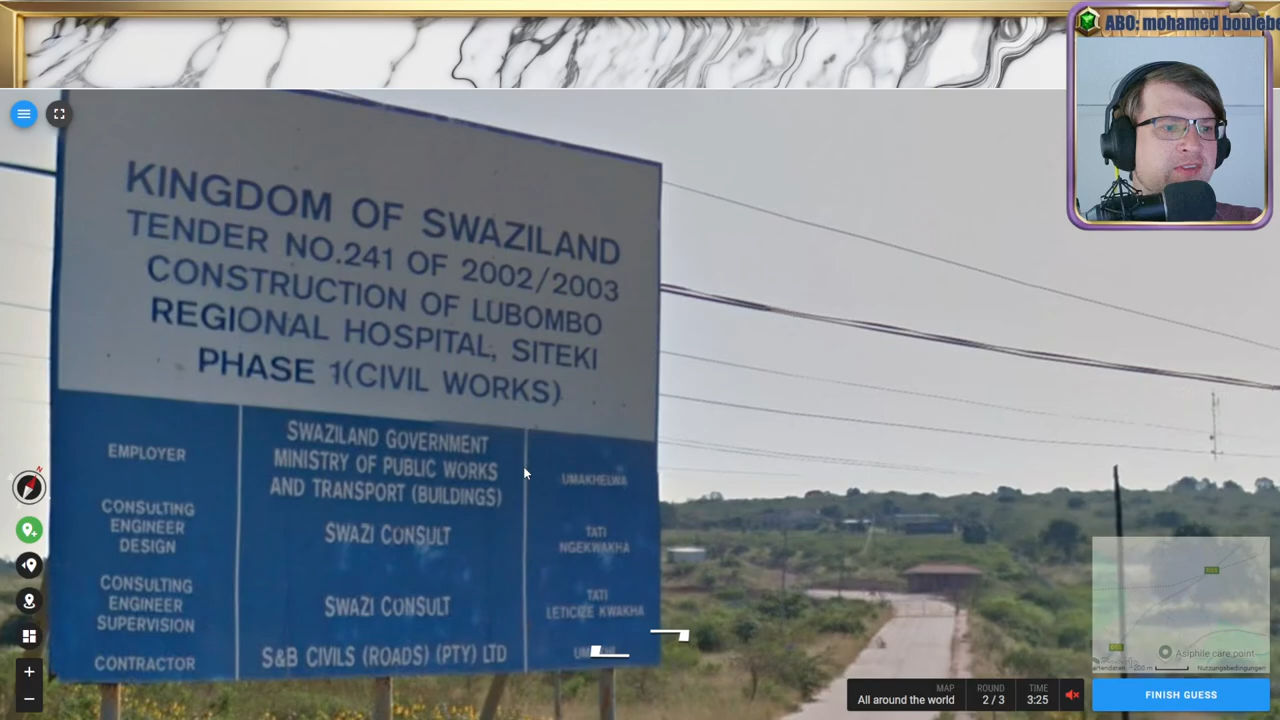 ABO: mohamed
KINGDOM OF SWAZILAND
TENDER NO.241 OF 2002/2003
CONSTRUCTION OF LUBOMBO
REGIONAL HOSPITAL, SITEKI
PHASE 1(CIVIL WORKS)
EMPLOYER
SWAZILAND GOVERNMENT
MINISTRY OF PUBLIC WORKS
AND TRANSPORT (BUILDINGS)
UMAKHELWA
CONSULTING
ENGINEER
DESIGN
SWAZI CONSULT
TATI
NGEKWAKHA
CONSULTING
ENGINEER
SUPERVISION
SWAZI CONSULT
TATI
LETICIZE KWAKHA
CONTRACTOR
S&B CIVILS (ROADS) (PTY) LTD
N
+
−
Asiphile care point
Nutzungsbedingungen
MAP
All around the world
ROUND
2 / 3
TIME
3:25
FINISH GUESS